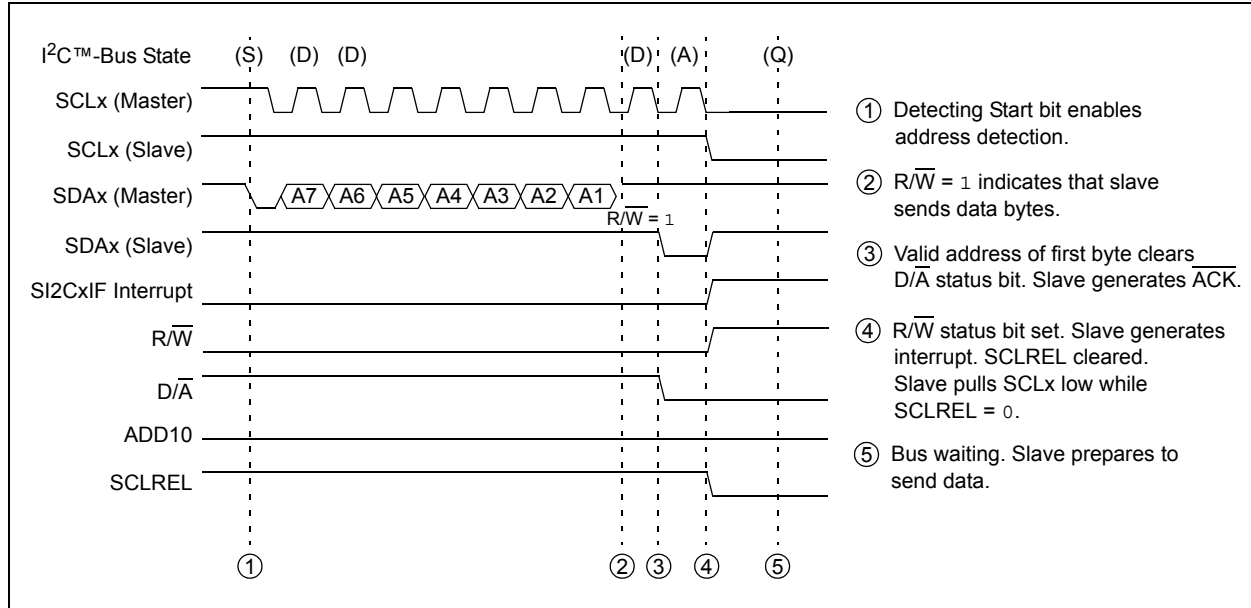 I²C™-Bus State (S) (D) (D) (D) (A) (Q)
SCLx (Master)
SCLx (Slave)
SDAx (Master) A7 A6 A5 A4 A3 A2 A1
R/W̅ = 1
SDAx (Slave)
SI2CxIF Interrupt
R/W̅
D/A̅
ADD10
SCLREL
1 2 3 4 5
1 Detecting Start bit enables
address detection.
2 R/W̅ = 1 indicates that slave
sends data bytes.
3 Valid address of first byte clears
D/A̅ status bit. Slave generates A̅C̅K̅.
4 R/W̅ status bit set. Slave generates
interrupt. SCLREL cleared.
Slave pulls SCLx low while
SCLREL = 0.
5 Bus waiting. Slave prepares to
send data.